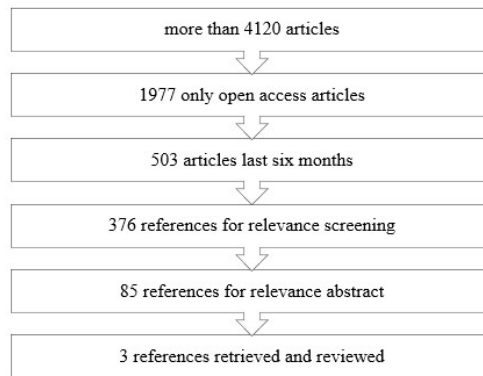 more than 4120 articles
1977 only open access articles
503 articles last six months
376 references for relevance screening
85 references for relevance abstract
3 references retrieved and reviewed